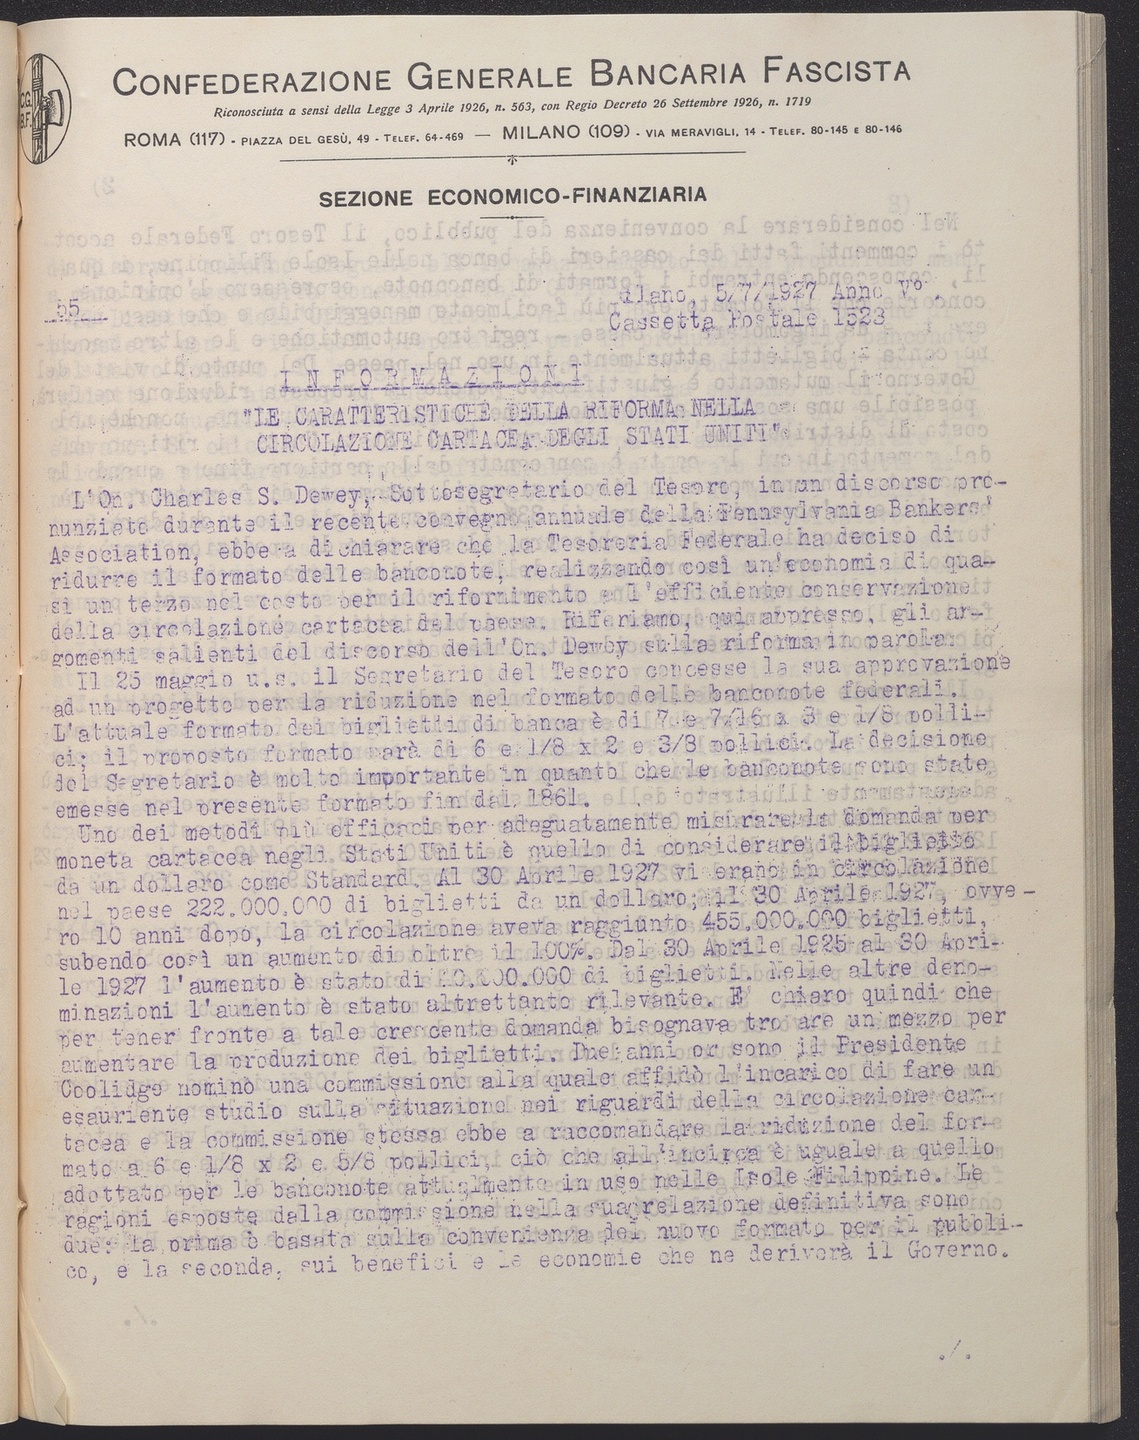 C.G.
B.F.
CONFEDERAZIONE GENERALE BANCARIA FASCISTA
Riconosciuta a sensi della Legge 3 Aprile 1926, n. 563, con Regio Decreto 26 Settembre 1926, n. 1719
ROMA (117) - PIAZZA DEL GESÙ, 49 - TELEF. 64-469 — MILANO (109) - VIA MERAVIGLI, 14 - TELEF. 80-145 E 80-146
SEZIONE ECONOMICO-FINANZIARIA
55
Milano, 5/7/1927 Anno V°.
Cassetta Postale 1523
I N F O R M A Z I O N I
"LE CARATTERISTICHE DELLA RIFORMA NELLA
CIRCOLAZIONE CARTACEA DEGLI STATI UNITI"
L'On. Charles S. Dewey, Sottosegretario del Tesoro, in un discorso pro-
nunziato durante il recente convegno annuale della Pennsylvania Bankers'
Association, ebbe a dichiarare che la Tesoreria Federale ha deciso di
ridurre il formato delle banconote, realizzando così un'economia di qua-
si un terzo nel costo per il rifornimento e l'efficiente conservazione
della circolazione cartacea del paese. Riferiamo, qui appresso, gli ar-
gomenti salienti del discorso dell'On. Dewby sulla riforma in parola.
Il 25 maggio u.s. il Segretario del Tesoro concesse la sua approvazione
ad un progetto per la riduzione nel formato delle banconote federali.
L'attuale formato dei biglietti di banca è di 7 e 7/16 x 3 e 1/8 polli-
ci; il proposto formato sarà di 6 e 1/8 x 2 e 3/8 pollici. La decisione
del Segretario è molto importante in quanto che le banconote sono state
emesse nel presente formato fin dal 1861.
Uno dei metodi più efficaci per adeguatamente misurare la domanda per
moneta cartacea negli Stati Uniti è quello di considerare il biglietto
da un dollaro come Standard. Al 30 Aprile 1927 vi erano in circolazione
nel paese 222.000.000 di biglietti da un dollaro; il 30 Aprile 1927, ovve-
ro 10 anni dopo, la circolazione aveva raggiunto 455.000.000 biglietti,
subendo così un aumento di oltre il 100%. Dal 30 Aprile 1925 al 30 Apri-
le 1927 l'aumento è stato di di biglietti. Nelle altre deno-
minazioni l'aumento è stato altrettanto rilevante. E' chiaro quindi che
per tener fronte a tale crescente domanda bisognava trovare un mezzo per
aumentare la produzione dei biglietti. Due anni or sono il Presidente
Coolidge nominò una commissione alla quale affidò l'incarico di fare un
esauriente studio sulla situazione nei riguardi della circolazione car-
tacea e la commissione stessa ebbe a raccomandare la riduzione del for-
mato a 6 e 1/8 x 2 e 5/8 pollici, ciò che all'incirca è uguale a quello
adottato per le banconote attualmente in uso nelle Isole Filippine. Le
ragioni esposte dalla commissione nella sua relazione definitiva sono
due: la prima è basata sulla convenienza del nuovo formato per il pubbli-
co, e la seconda, sui benefici e le economie che ne deriverà il Governo.
./.